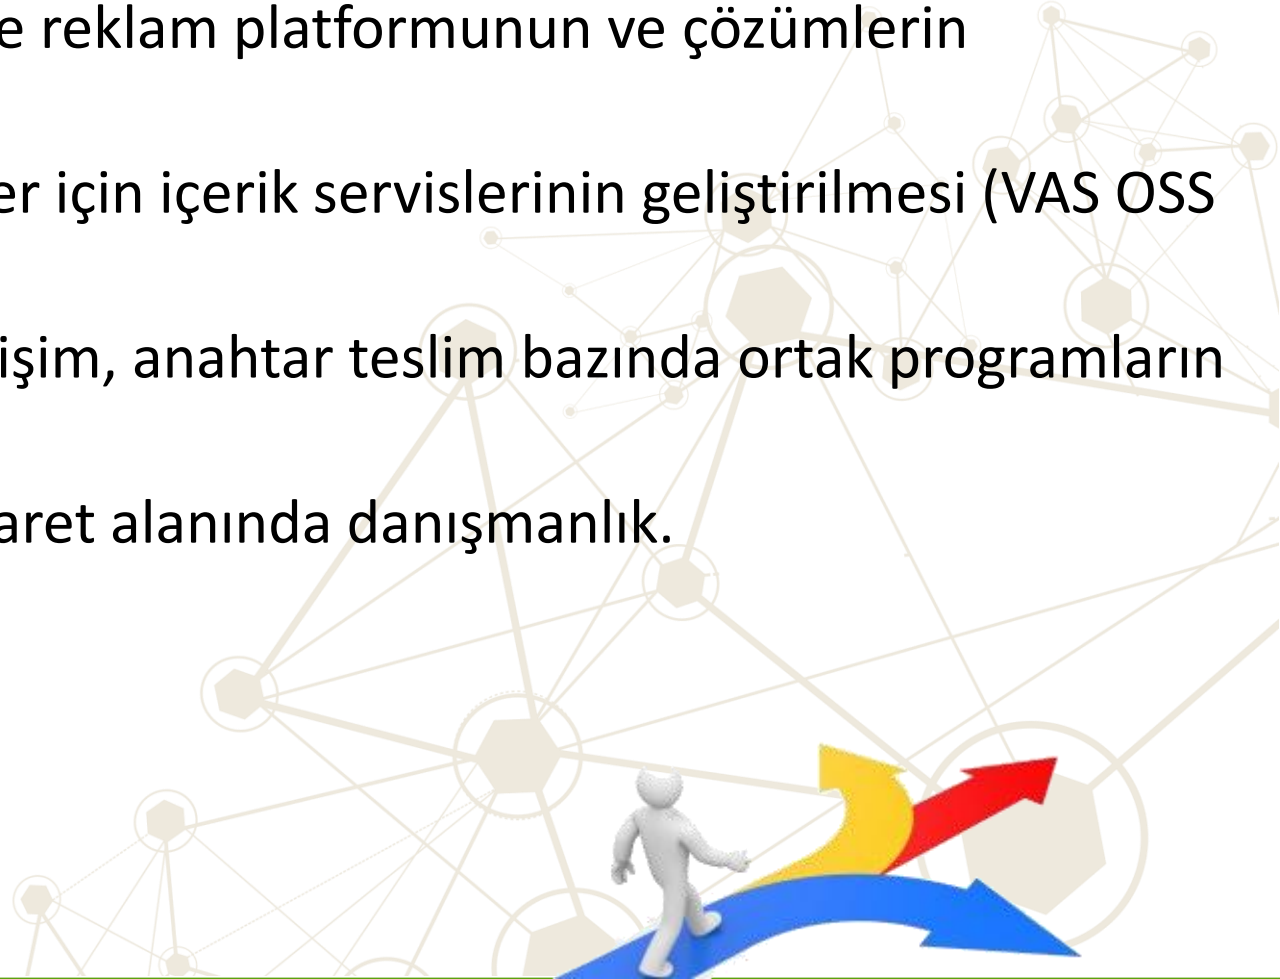 e reklam platformunun ve çözümlerin
er için içerik servislerinin geliştirilmesi (VAS OSS
işim, anahtar teslim bazında ortak programların
aret alanında danışmanlık.